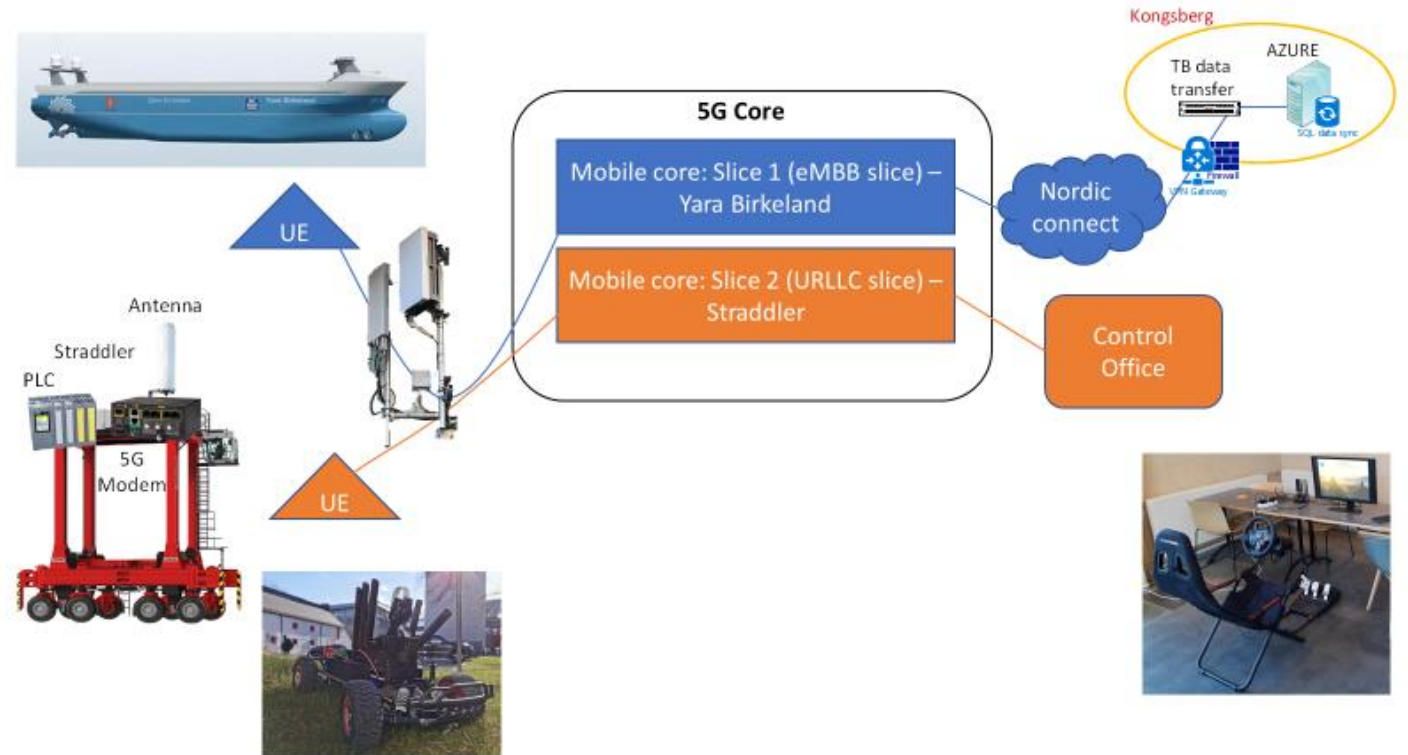 Kongsberg
AZURE
TB data
transfer
SQL data sync
Firewall
VPN Gateway
5G Core
Mobile core: Slice 1 (eMBB slice) –
Yara Birkeland
Nordic
connect
UE
Mobile core: Slice 2 (URLLC slice) –
Straddler
Control
Office
Antenna
Straddler
PLC
5G
Modem
UE
Yara Birkeland